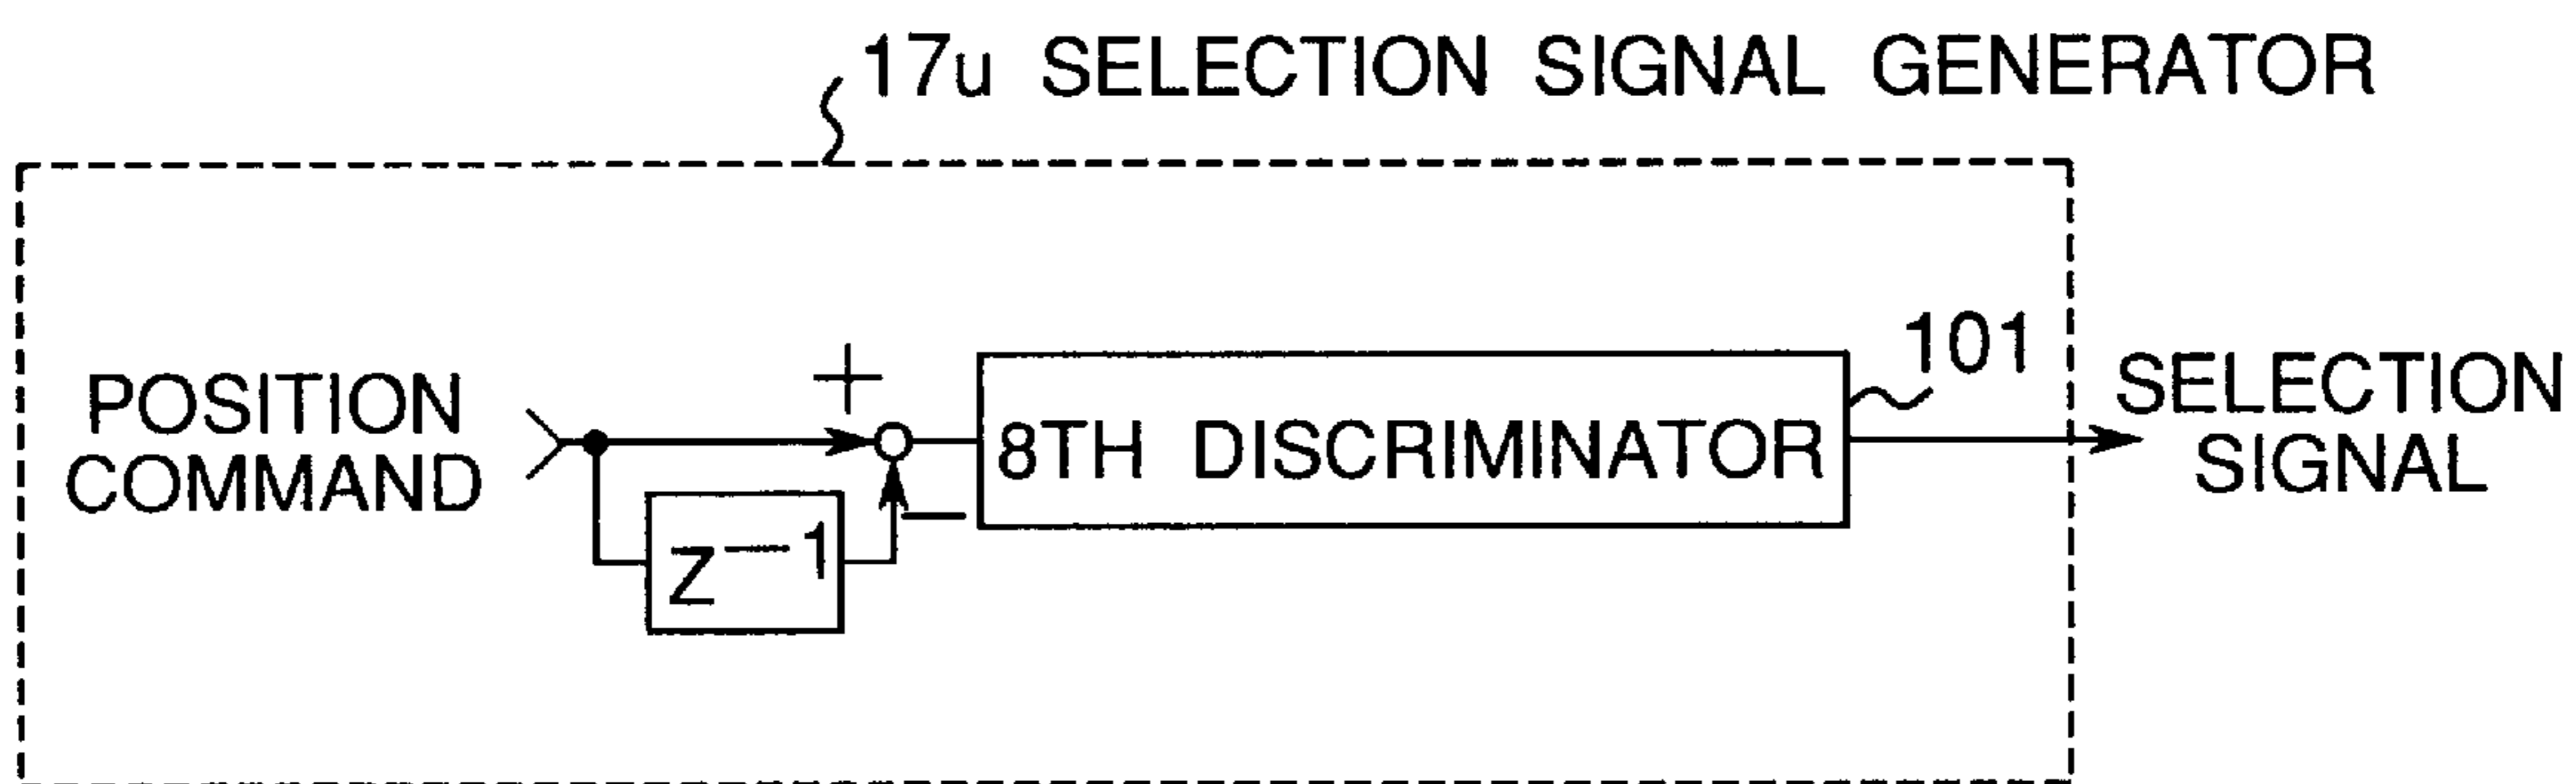 17u SELECTION SIGNAL GENERATOR
POSITION
COMMAND
+
−
z−1
8TH DISCRIMINATOR
101
SELECTION
SIGNAL